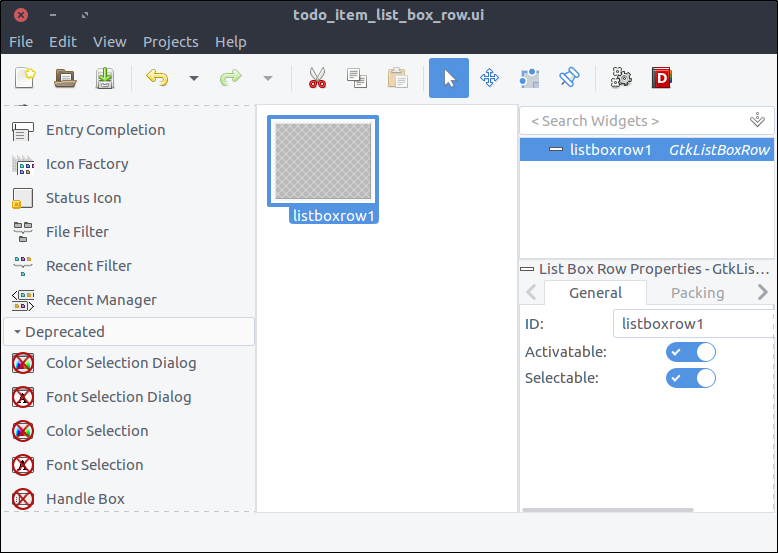 todo_item_list_box_row.ui
File Edit View Projects Help
D
Entry Completion
Icon Factory
Status Icon
File Filter
Recent Filter
Recent Manager
Deprecated
Color Selection Dialog
Font Selection Dialog
Color Selection
Font Selection
Handle Box
listboxrow1
< Search Widgets >
listboxrow1 GtkListBoxRow
List Box Row Properties - GtkLis...
General Packing
ID: listboxrow1
Activatable:
Selectable: